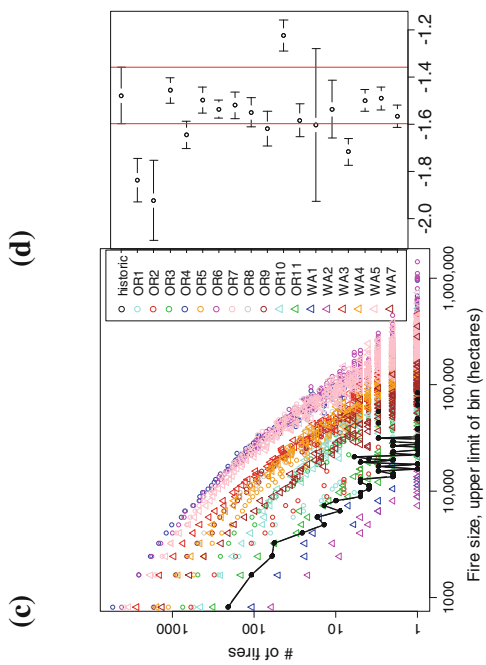 (c)
# of fires
1000
100
10
1
1000
10,000
100,000
1,000,000
Fire size, upper limit of bin (hectares)
historic
OR1
OR2
OR3
OR4
OR5
OR6
OR7
OR8
OR9
OR10
OR11
WA1
WA2
WA3
WA4
WA5
WA7
(d)
-2.0
-1.8
-1.6
-1.4
-1.2